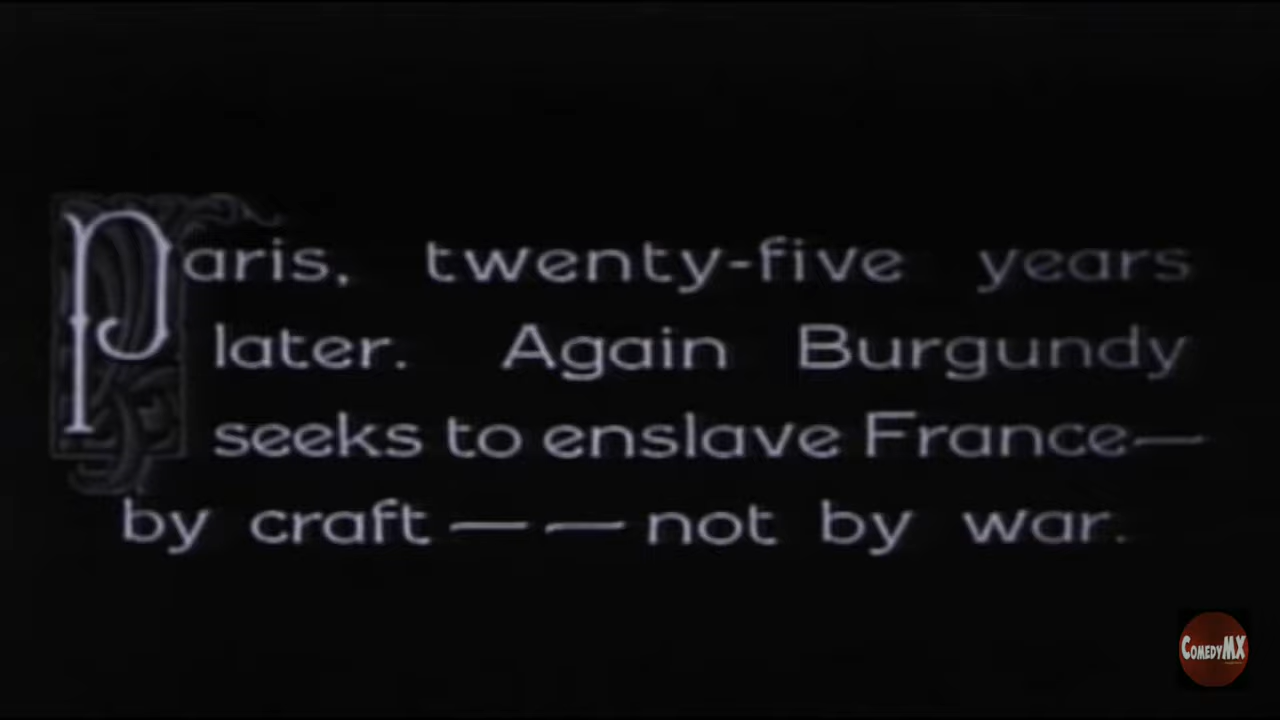 Paris, twenty-five years
later. Again Burgundy
seeks to enslave France—
by craft — — not by war.
COMEDYMX